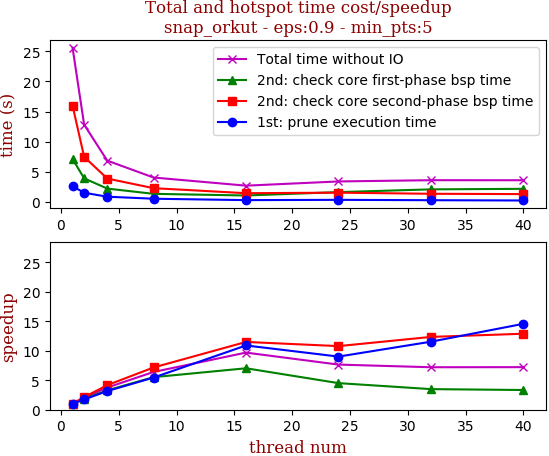 Total and hotspot time cost/speedup
snap_orkut - eps:0.9 - min_pts:5
time (s)
25
20
15
10
5
0
Total time without IO
2nd: check core first-phase bsp time
2nd: check core second-phase bsp time
1st: prune execution time
0 5 10 15 20 25 30 35 40
speedup
25
20
15
10
5
0
0 5 10 15 20 25 30 35 40
thread num